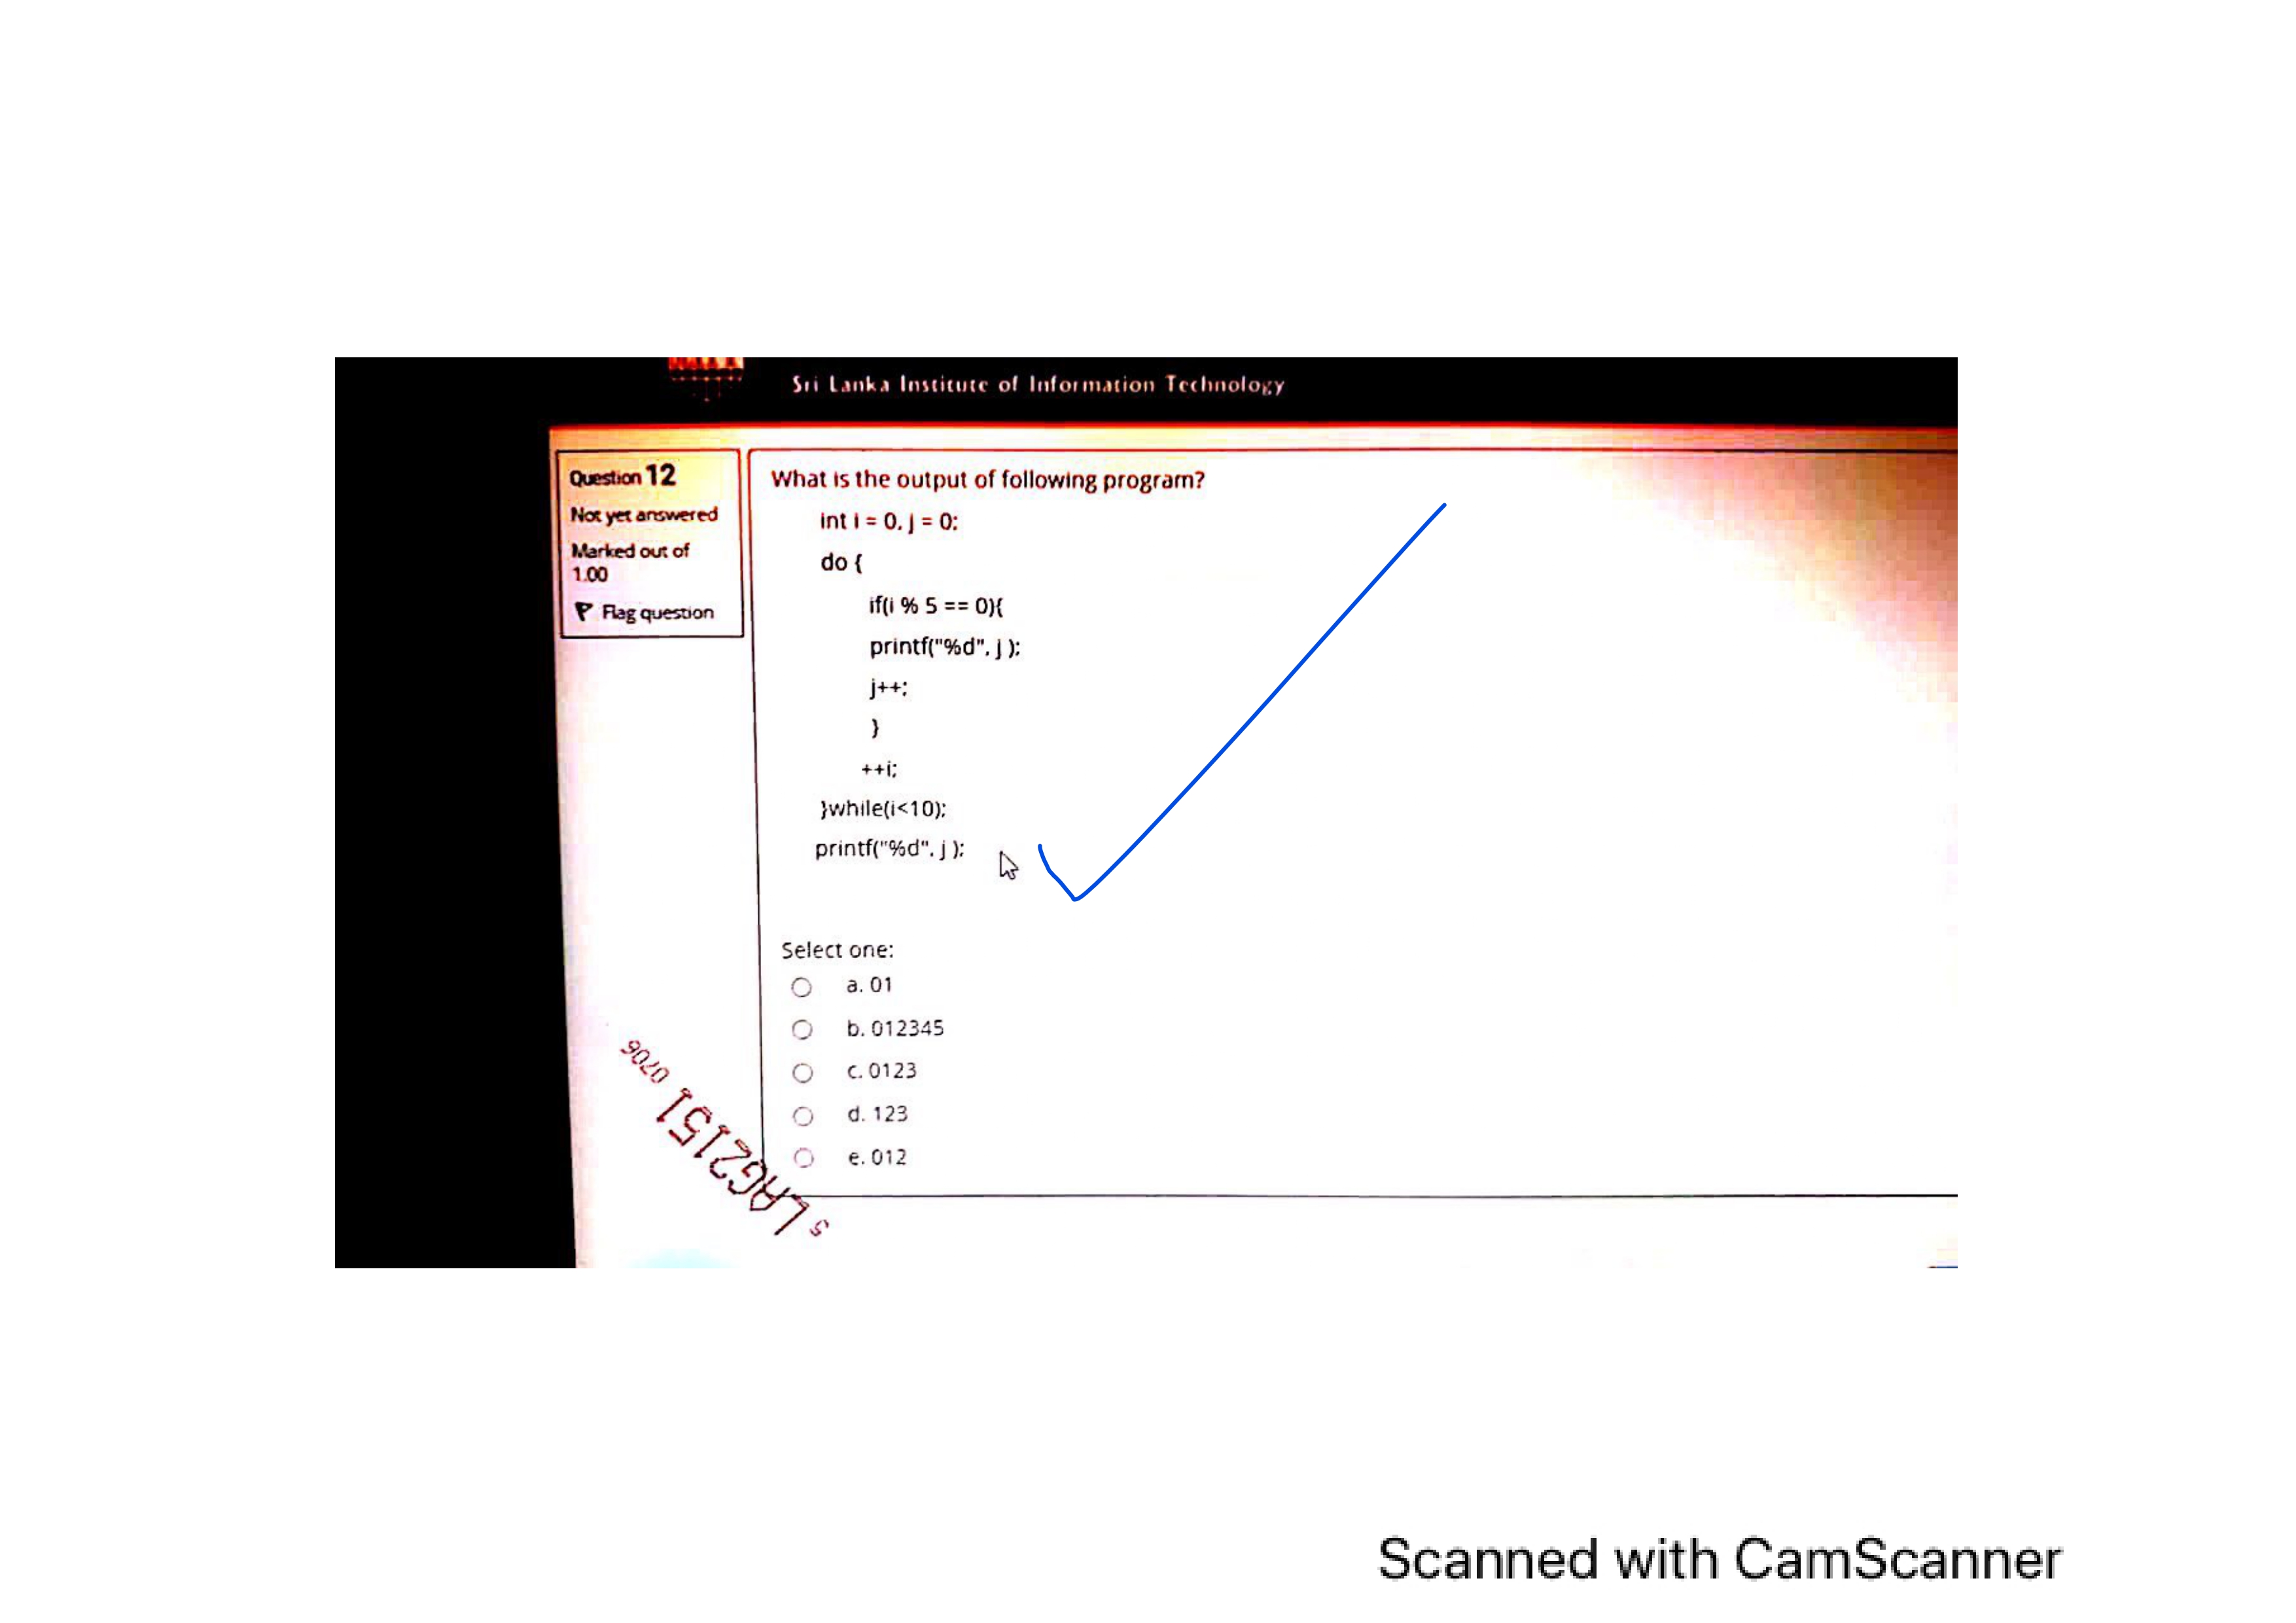 Sri Lanka Institute of Information Technology
Question 12
Not yet answered
Marked out of
1.00
Flag question
What is the output of following program?
int i = 0, j = 0;
do {
if(i % 5 == 0){
printf("%d", j );
j++;
}
++i;
}while(i<10);
printf("%d", j );
Select one:
a. 01
b. 012345
c. 0123
d. 123
e. 012
5 LAG2151 0706
Scanned with CamScanner